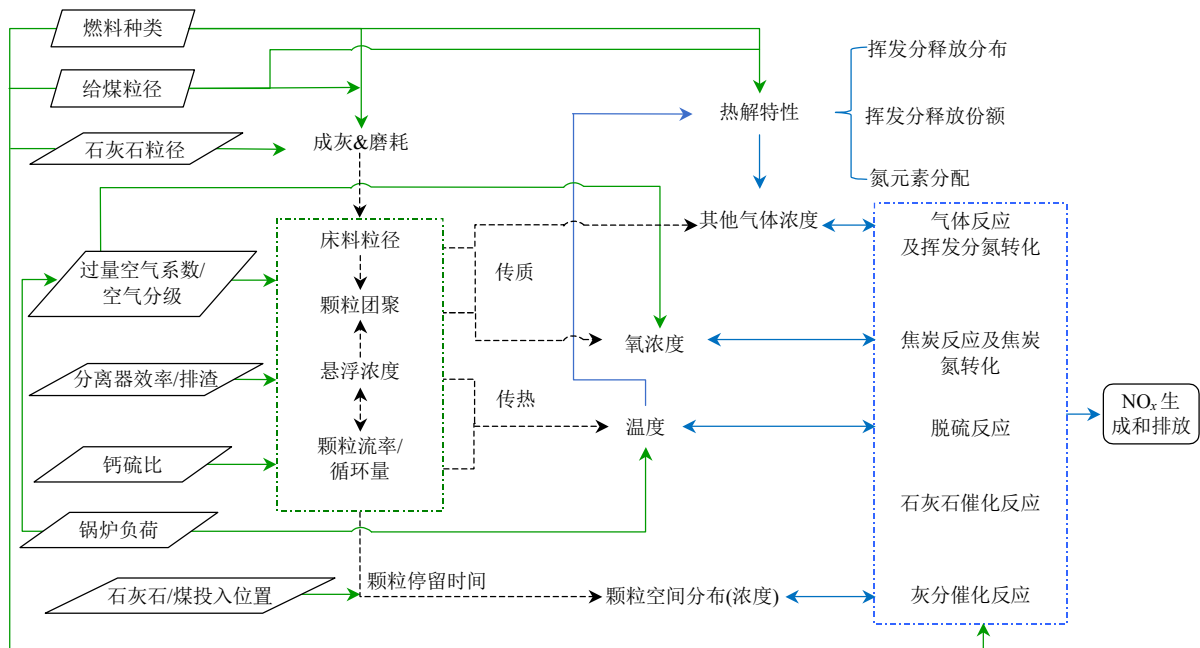 燃料种类
给煤粒径
石灰石粒径
过量空气系数/
空气分级
分离器效率/排渣
钙硫比
锅炉负荷
石灰石/煤投入位置
成灰&磨耗
床料粒径
颗粒团聚
悬浮浓度
颗粒流率/
循环量
传质
传热
颗粒停留时间
热解特性
挥发分释放分布
挥发分释放份额
氮元素分配
其他气体浓度
氧浓度
温度
颗粒空间分布(浓度)
气体反应
及挥发分氮转化
焦炭反应及焦炭
氮转化
脱硫反应
石灰石催化反应
灰分催化反应
NOx 生
成和排放